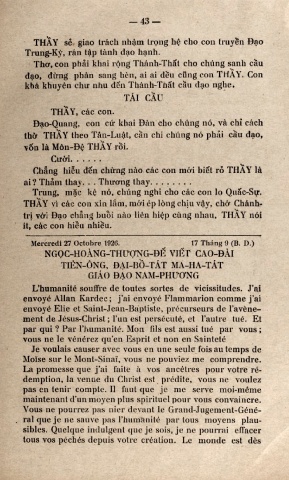 — 43 —
THẦY sẽ giao trách nhậm trọng hệ cho con truyền Đạo
Trung-Kỳ, rán tập tành đạo hạnh.
Thơ, con phải khai rộng Thánh-Thất cho chúng sanh cầu
đạo, đừng phân sang hèn, ai ai đều cũng con THẦY. Con
khá khuyên chư nhu đến Thánh-Thất cầu đạo nghe.
TÁI CẦU
THẦY, các con.
Đạo-Quang, con cứ khai Đàn cho chúng nó, và chỉ cách
thờ THẦY theo Tân-Luật, cần chi chúng nó phải cầu đạo,
vốn là Môn-Đệ THẦY rồi.
Cười. . . . . .
Chẳng hiểu đến chừng nào các con mới biết rõ THẦY là
ai? Thảm thay. . . Thương thay. . . . . . .
Trung, mặc kệ nó, chúng nghi cho các con lo Quốc-Sự.
THẦY vì các con xin lắm, mới ép lòng chịu vậy, chớ Chánh-
trị với Đạo chẳng buổi nào liên hiệp cùng nhau, THẦY nói
ít, các con hiểu nhiều.
Mercredi 27 Octobre 1926. 17 Tháng 9 (B. D.)
NGỌC-HOÀNG-THƯỢNG-ĐẾ VIẾT CAO-ĐÀI
TIÊN-ÔNG, ĐẠI-BỒ-TÁT MA-HA-TÁT
GIÁO ĐẠO NAM-PHƯƠNG
L'humanité souffre de toutes sortes de vicissitudes. J'ai
envoyé Allan Kardec; j'ai envoyé Flammarion comme j'ai
envoyé Elie et Saint-Jean-Baptiste, précurseurs de l'avène-
ment de Jésus-Christ; l'un est persécuté, et l'autre tué. Et
par qui? Par l'humanité. Mon fils est aussi tué par vous;
vous ne le vénérez qu'en Esprit et non en Sainteté
Je voulais causer avec vous en une seule fois au temps de
Moïse sur le Mont-Sinaï, vous ne pouviez me comprendre.
La promesse que j'ai faite à vos ancêtres pour votre ré-
demption, la venue du Christ est prédite, vous ne voulez
pas en tenir compte. Il faut que je me serve moi-même
maintenant d'un moyen plus spirituel pour vous convaincre.
Vous ne pourrez pas nier devant le Grand-Jugement-Géné-
ral que je ne sauve pas l'humanité par tous moyens plau-
sibles. Quelque indulgent que je sois, je ne pourrai effacer
tous vos péchés depuis votre création. Le monde est dès